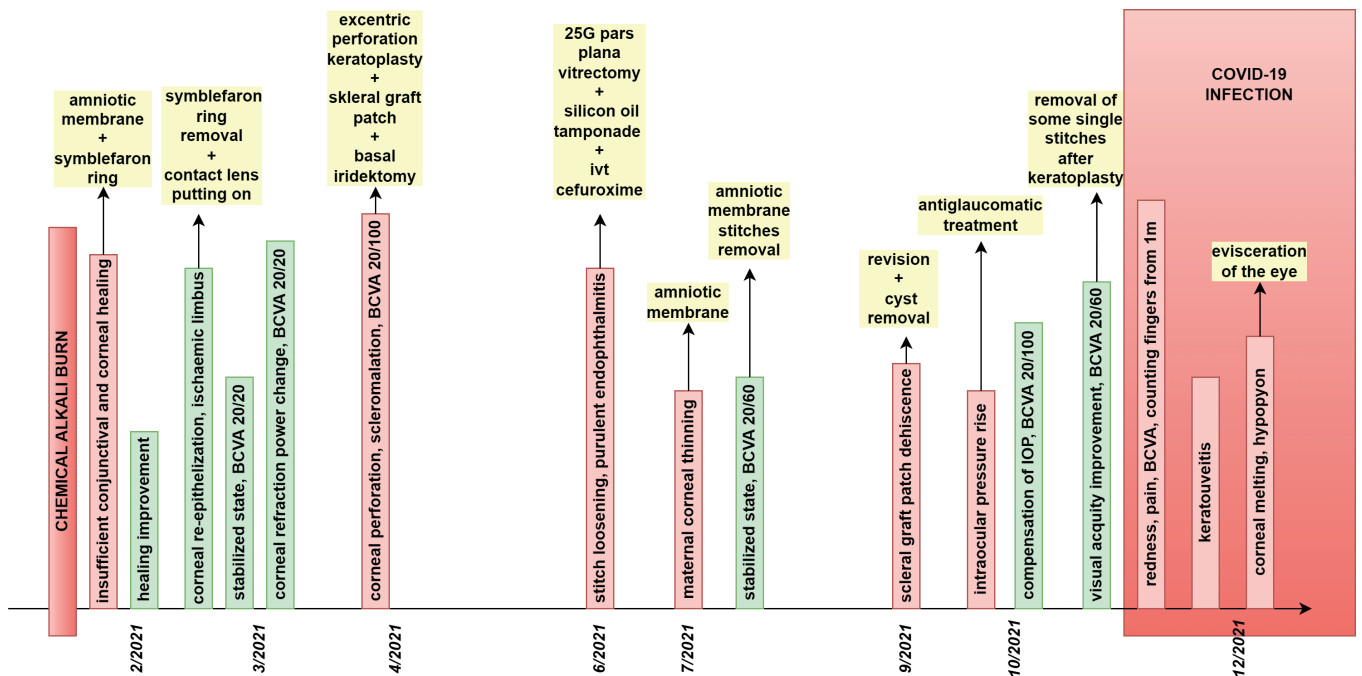 CHEMICAL ALKALI BURN
amniotic
membrane
+
symblefaron
ring
insufficient conjunctival and corneal healing
healing improvement
2/2021
symblefaron
ring
removal
+
contact lens
putting on
corneal re-epithelization, ischaemic limbus
stabilized state, BCVA 20/20
corneal refraction power change, BCVA 20/20
3/2021
excentric
perforation
keratoplasty
+
skleral graft
patch
+
basal
iridektomy
corneal perforation, scleromalation, BCVA 20/100
4/2021
25G pars
plana
vitrectomy
+
silicon oil
tamponade
+
ivt
cefuroxime
stitch loosening, purulent endophthalmitis
6/2021
amniotic
membrane
maternal corneal thinning
7/2021
amniotic
membrane
stitches
removal
stabilized state, BCVA 20/60
revision
+
cyst
removal
scleral graft patch dehiscence
9/2021
antiglaucomatic
treatment
intraocular pressure rise
compensation of IOP, BCVA 20/100
10/2021
removal of
some single
stitches
after
keratoplasty
visual acquity improvement, BCVA 20/60
COVID-19
INFECTION
redness, pain, BCVA, counting fingers from 1m
keratouveitis
evisceration
of the eye
corneal melting, hypopyon
12/2021